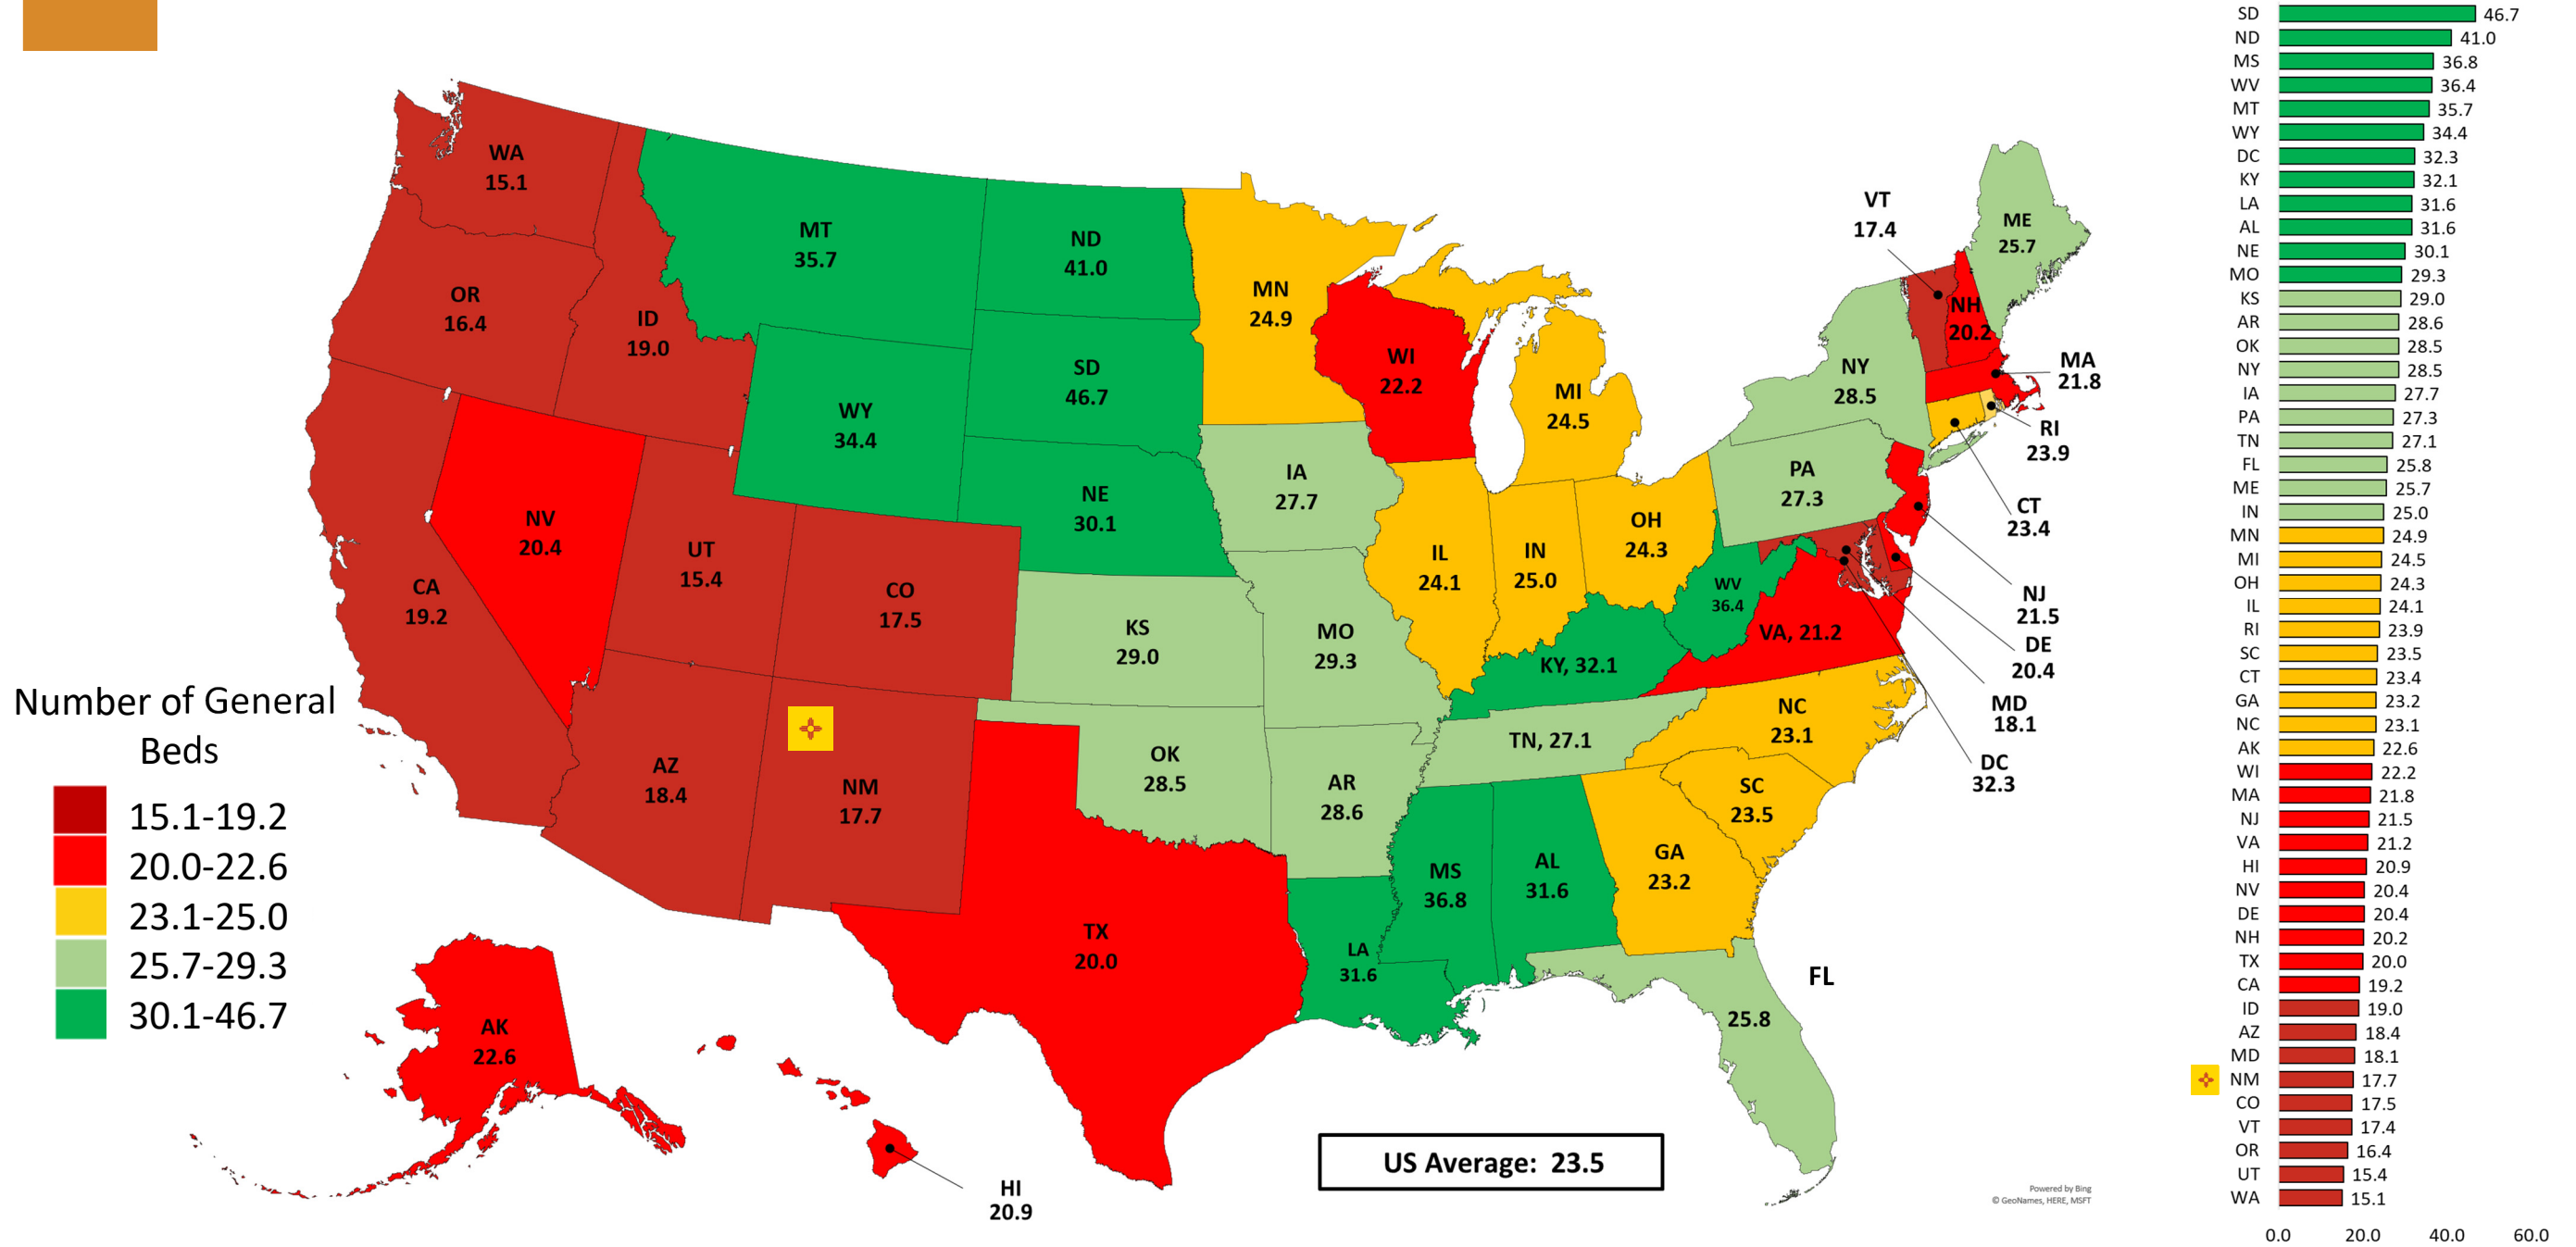 WA
15.1
OR
16.4
ID
19.0
MT
35.7
ND
41.0
MN
24.9
SD
46.7
WY
34.4
NE
30.1
WI
22.2
MI
24.5
IA
27.7
NV
20.4
UT
15.4
CO
17.5
CA
19.2
KS
29.0
MO
29.3
IL
24.1
IN
25.0
OH
24.3
VT
17.4
ME
25.7
NH
20.2
MA
21.8
NY
28.5
RI
23.9
PA
27.3
CT
23.4
NJ
21.5
DE
20.4
MD
18.1
DC
32.3
WV
36.4
VA, 21.2
KY, 32.1
NC
23.1
TN, 27.1
SC
23.5
AZ
18.4
NM
17.7
OK
28.5
AR
28.6
MS
36.8
AL
31.6
GA
23.2
LA
31.6
TX
20.0
FL
25.8
AK
22.6
HI
20.9
Number of General
Beds
15.1-19.2
20.0-22.6
23.1-25.0
25.7-29.3
30.1-46.7
US Average: 23.5
Powered by Bing
© GeoNames, HERE, MSFT
SD 46.7
ND 41.0
MS 36.8
WV 36.4
MT 35.7
WY 34.4
DC 32.3
KY 32.1
LA 31.6
AL 31.6
NE 30.1
MO 29.3
KS 29.0
AR 28.6
OK 28.5
NY 28.5
IA 27.7
PA 27.3
TN 27.1
FL 25.8
ME 25.7
IN 25.0
MN 24.9
MI 24.5
OH 24.3
IL 24.1
RI 23.9
SC 23.5
CT 23.4
GA 23.2
NC 23.1
AK 22.6
WI 22.2
MA 21.8
NJ 21.5
VA 21.2
HI 20.9
NV 20.4
DE 20.4
NH 20.2
TX 20.0
CA 19.2
ID 19.0
AZ 18.4
MD 18.1
NM 17.7
CO 17.5
VT 17.4
OR 16.4
UT 15.4
WA 15.1
0.0 20.0 40.0 60.0